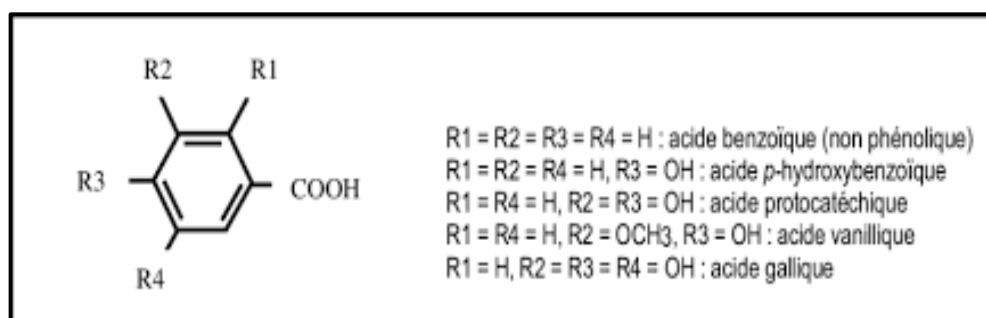 R2 R1
R3
COOH
R4
R1 = R2 = R3 = R4 = H : acide benzoïque (non phénolique)
R1 = R2 = R4 = H, R3 = OH : acide p-hydroxybenzoïque
R1 = R4 = H, R2 = R3 = OH : acide protocatéchique
R1 = R4 = H, R2 = OCH3, R3 = OH : acide vanillique
R1 = H, R2 = R3 = R4 = OH : acide gallique